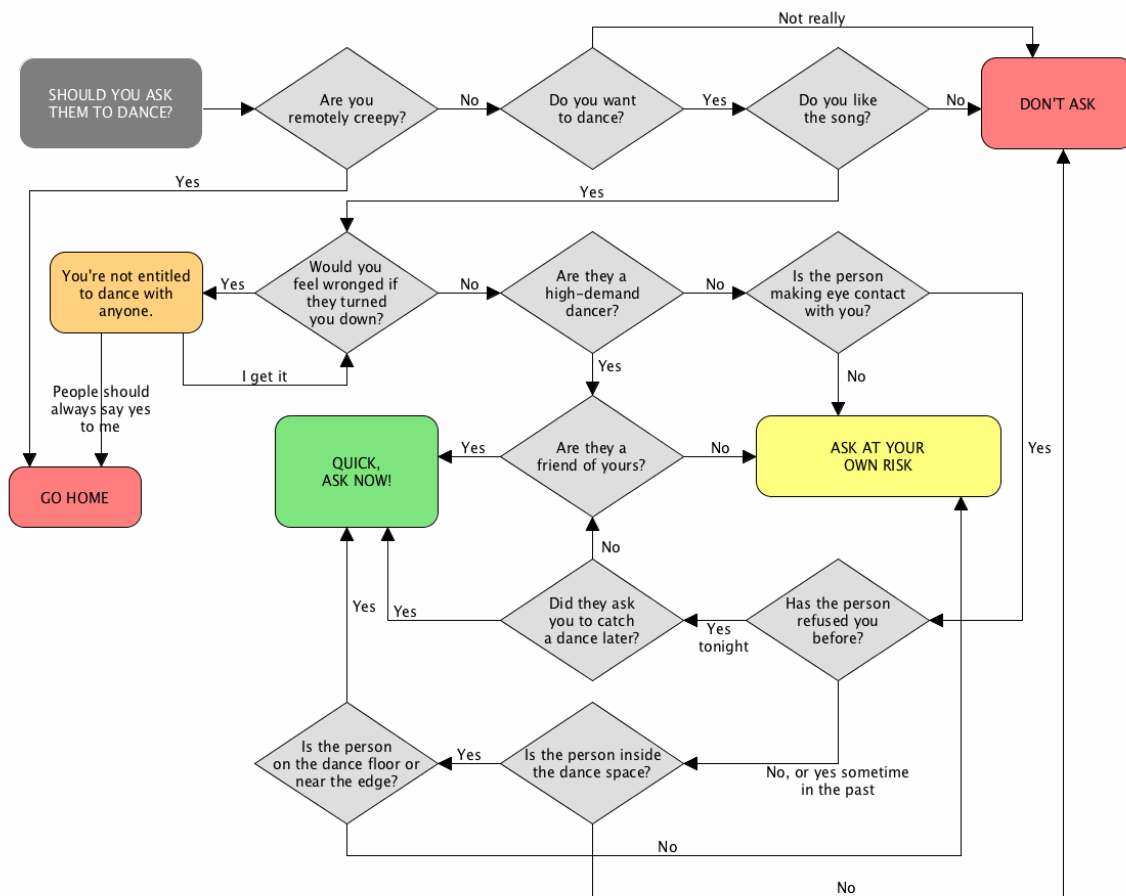 Not really
SHOULD YOU ASK
THEM TO DANCE?
Are you
remotely creepy?
No
Do you want
to dance?
Yes
Do you like
the song?
No
DON'T ASK
Yes
Yes
You're not entitled
to dance with
anyone.
Yes
Would you
feel wronged if
they turned
you down?
No
Are they a
high-demand
dancer?
No
Is the person
making eye contact
with you?
I get it
Yes
No
People should
always say yes
to me
GO HOME
QUICK,
ASK NOW!
Yes
Are they a
friend of yours?
No
ASK AT YOUR
OWN RISK
Yes
No
Yes
Yes
Did they ask
you to catch
a dance later?
Yes
tonight
Has the person
refused you
before?
Is the person
on the dance floor or
near the edge?
Yes
Is the person inside
the dance space?
No, or yes sometime
in the past
No
No